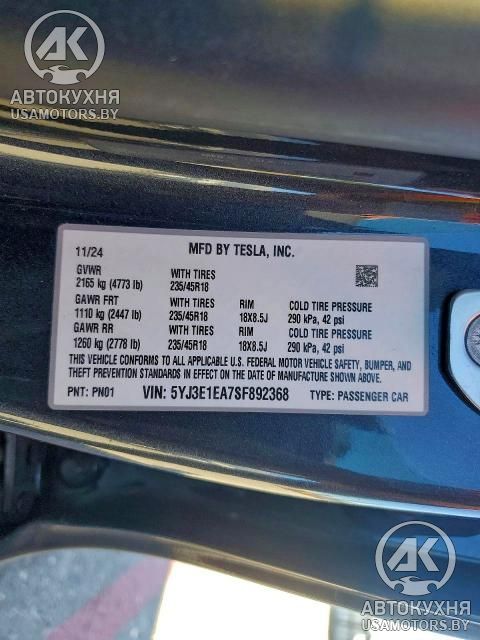 АК
АВТОКУХНЯ
USAMOTORS.BY
11/24 MFD BY TESLA, INC.
GVWR WITH TIRES
2165 kg (4773 lb) 235/45R18
GAWR FRT WITH TIRES RIM COLD TIRE PRESSURE
1110 kg (2447 lb) 235/45R18 18X8.5J 290 kPa, 42 psi
GAWR RR WITH TIRES RIM COLD TIRE PRESSURE
1260 kg (2778 lb) 235/45R18 18X8.5J 290 kPa, 42 psi
THIS VEHICLE CONFORMS TO ALL APPLICABLE U.S. FEDERAL MOTOR VEHICLE SAFETY, BUMPER, AND
THEFT PREVENTION STANDARDS IN EFFECT ON THE DATE OF MANUFACTURE SHOWN ABOVE.
PNT: PN01 VIN: 5YJ3E1EA7SF892368 TYPE: PASSENGER CAR
АК
АВТОКУХНЯ
USAMOTORS.BY